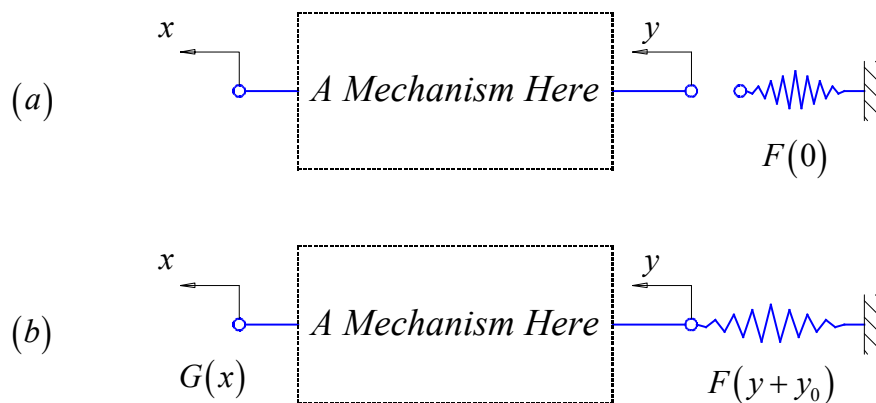 x
y
(a)
A Mechanism Here
F(0)
x
y
(b)
A Mechanism Here
G(x)
F(y + y₀)